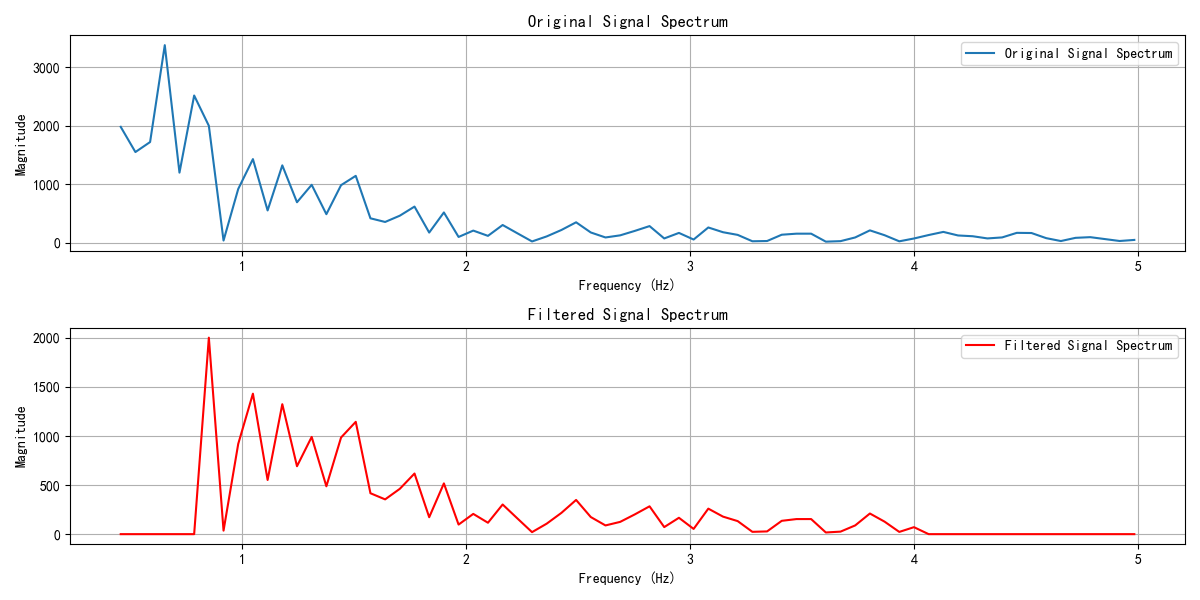 Original Signal Spectrum
Original Signal Spectrum
3000
2000
1000
0
Magnitude
1 2 3 4 5
Frequency (Hz)
Filtered Signal Spectrum
Filtered Signal Spectrum
2000
1500
1000
500
0
Magnitude
1 2 3 4 5
Frequency (Hz)